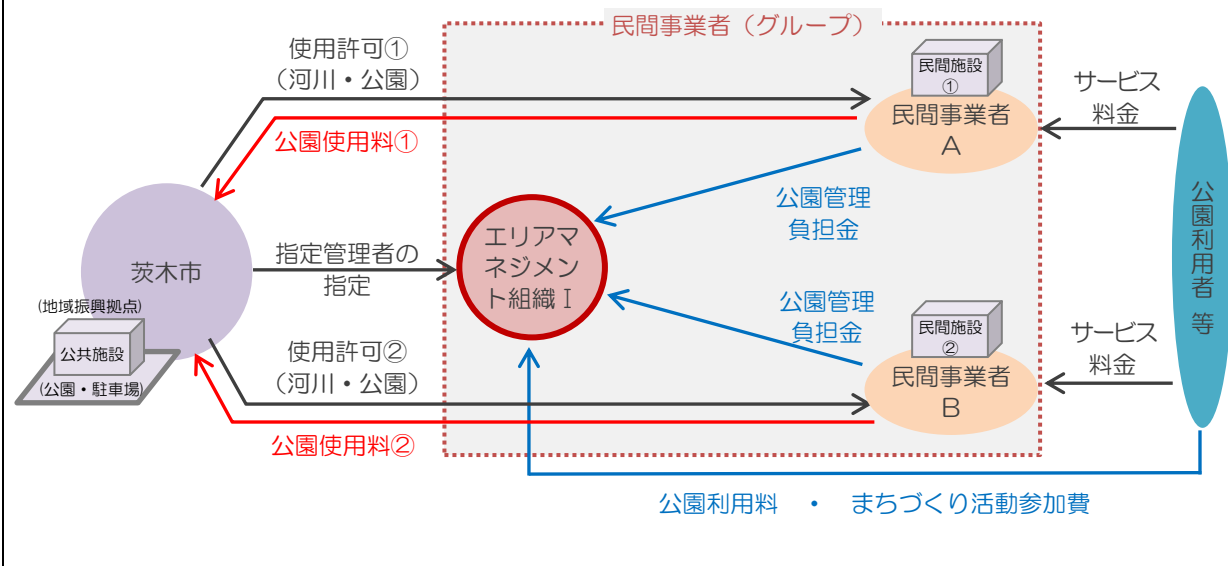 民間事業者（グループ）
使用許可①
（河川・公園）
公園使用料①
民間施設
①
民間事業者
A
サービス
料金
公園管理
負担金
エリアマ
ネジメン
ト組織Ⅰ
茨木市
指定管理者の
指定
(地域振興拠点)
公共施設
(公園・駐車場)
公園管理
負担金
使用許可②
（河川・公園）
公園使用料②
民間施設
②
民間事業者
B
サービス
料金
公園利用者 等
公園利用料　・　まちづくり活動参加費